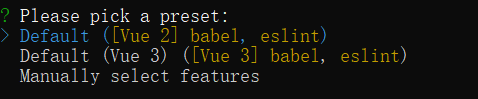 ? Please pick a preset:
> Default ([Vue 2] babel, eslint)
Default (Vue 3) ([Vue 3] babel, eslint)
Manually select features